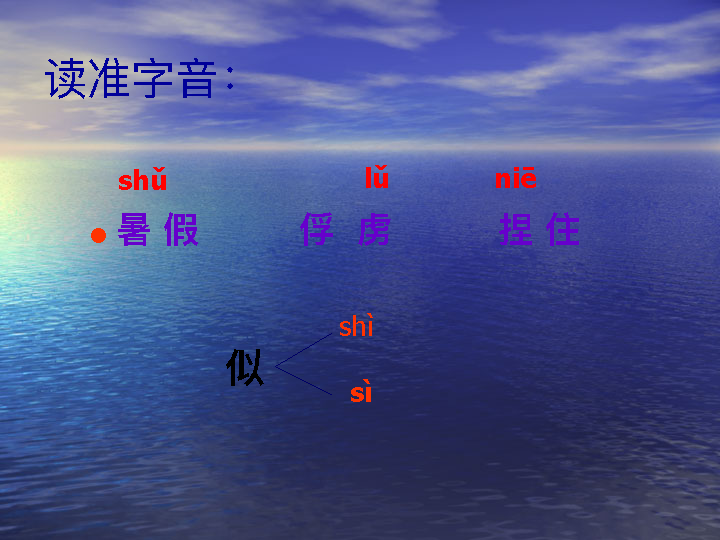 读准字音：
shǔ lǔ niē
暑 假 俘 虏 捏 住
shì
似
sì